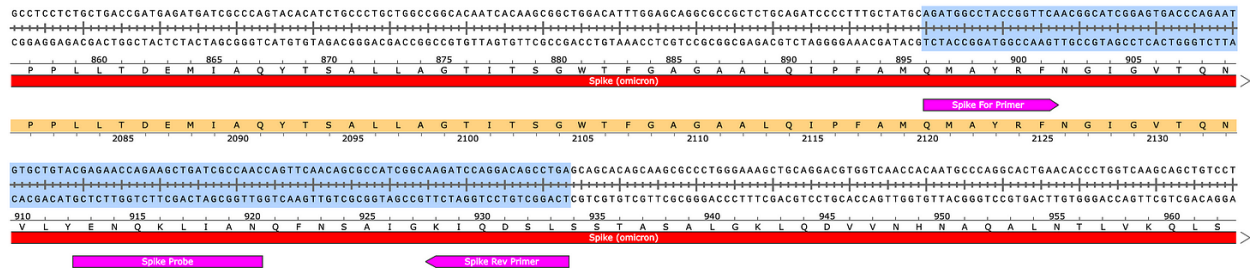 GCCTCCTCTGCTGACCGATGAGATGATCGCCCAGTACACATCTGCCCTGCTGGCCGGCACAATCACAAGCGGCTGGACATTTGGAGCAGGCGCCGCTCTGCAGATCCCCTTTGCTATGCAGATGGCCTACCGGTTCAACGGCATCGGAGTGACCCAGAAT
CGGAGGAGACGACTGGCTACTCTACTAGCGGGTCATGTGTAGACGGGACGACCGGCCGTGTTAGTGTTCGCCGACCTGTAAACCTCGTCCGCGGCGAGACGTCTAGGGGAAACGATACGTCTACCGGATGGCCAAGTTGCCGTAGCCTCACTGGGTCTTA
860 865 870 875 880 885 890 895 900 905
P P L L T D E M I A Q Y T S A L L A G T I T S G W T F G A G A A L Q I P F A M Q M A Y R F N G I G V T Q N
Spike (omicron)
Spike For Primer
P P L L T D E M I A Q Y T S A L L A G T I T S G W T F G A G A A L Q I P F A M Q M A Y R F N G I G V T Q N
2085 2090 2095 2100 2105 2110 2115 2120 2125 2130
GTGCTGTACGAGAACCAGAAGCTGATCGCCAACCAGTTCAACAGCGCCATCGGCAAGATCCAGGACAGCCTGAGCAGCACAGCAAGCGCCCTGGGAAAGCTGCAGGACGTGGTCAACCACAATGCCCAGGCACTGAACACCCTGGTCAAGCAGCTGTCCT
CACGACATGCTCTTGGTCTTCGACTAGCGGTTGGTCAAGTTGTCGCGGTAGCCGTTCTAGGTCCTGTCGGACTCGTCGTGTCGTTCGCGGGACCCTTTCGACGTCCTGCACCAGTTGGTGTTACGGGTCCGTGACTTGTGGGACCAGTTCGTCGACAGGA
910 915 920 925 930 935 940 945 950 955 960
V L Y E N Q K L I A N Q F N S A I G K I Q D S L S S T A S A L G K L Q D V V N H N A Q A L N T L V K Q L S
Spike (omicron)
Spike Probe Spike Rev Primer